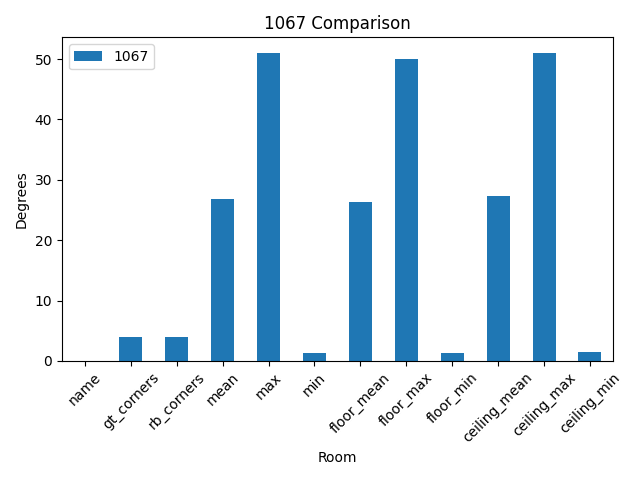 1067 Comparison
1067
Degrees
50
40
30
20
10
0
name
gt_corners
rb_corners
mean
max
min
floor_mean
floor_max
floor_min
ceiling_mean
ceiling_max
ceiling_min
Room